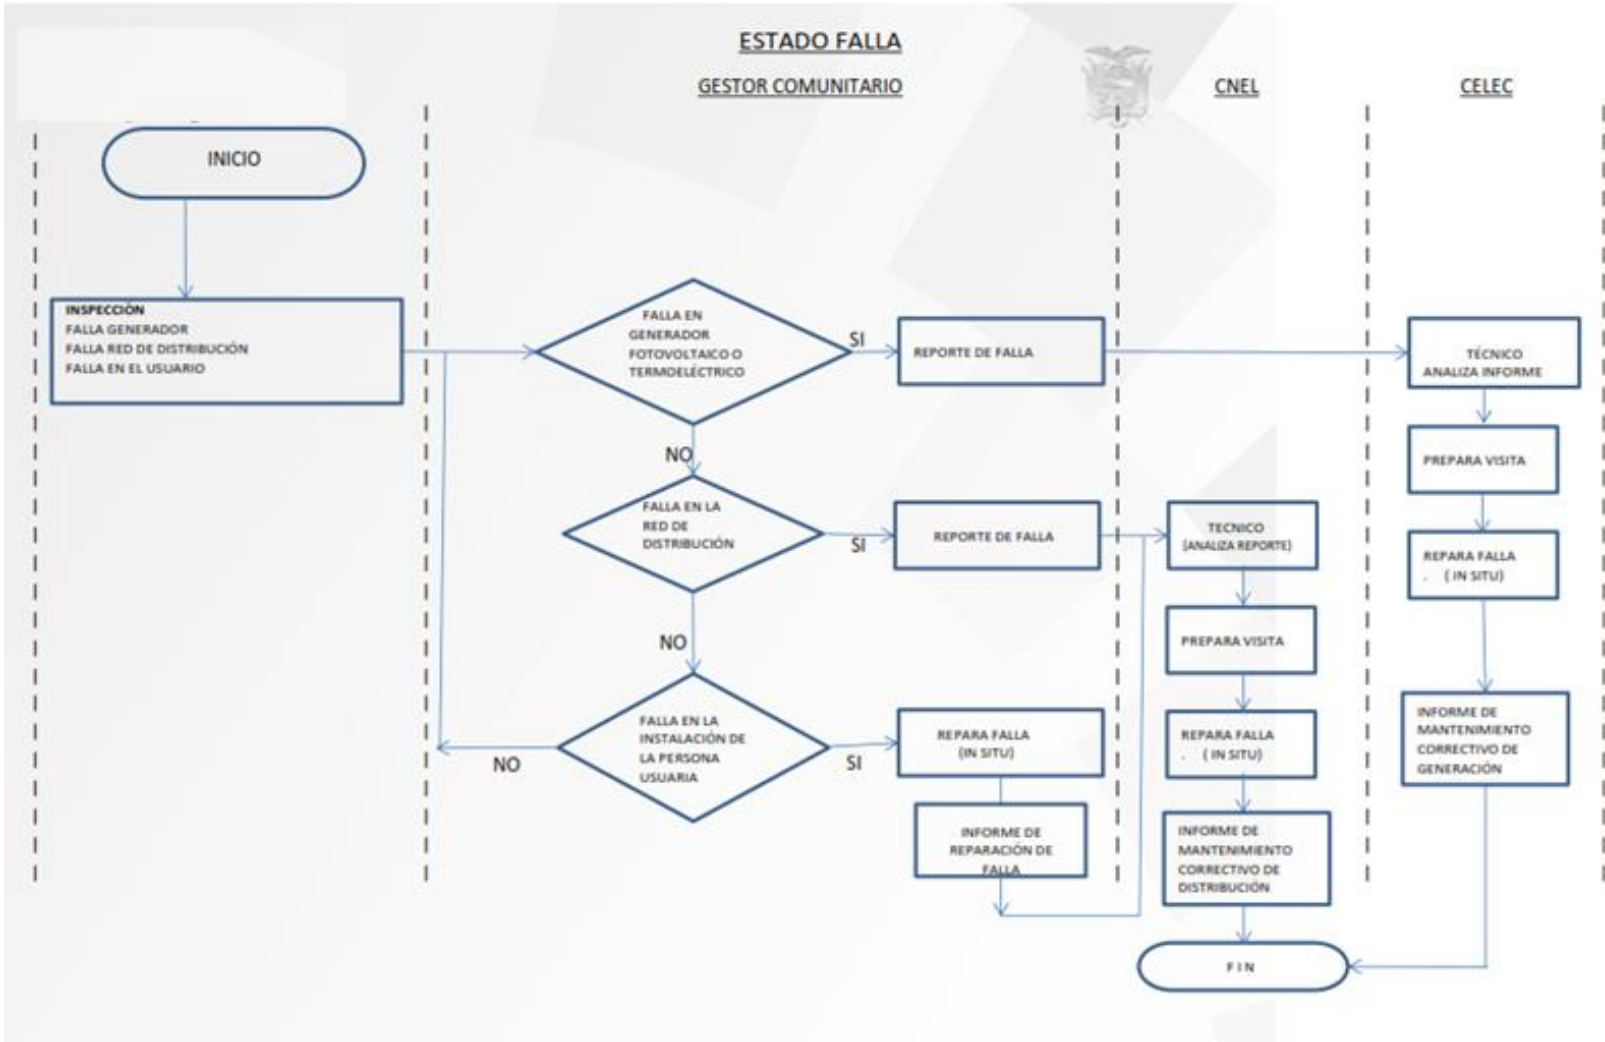 ESTADO FALLA
GESTOR COMUNITARIO
CNEL
CELEC
INICIO
INSPECCIÓN
FALLA GENERADOR
FALLA RED DE DISTRIBUCIÓN
FALLA EN EL USUARIO
FALLA EN
GENERADOR
FOTOVOLTAICO O
TERMOELÉCTRICO
SI
REPORTE DE FALLA
TÉCNICO
ANALIZA INFORME
PREPARA VISITA
REPARA FALLA
. ( IN SITU)
INFORME DE
MANTENIMIENTO
CORRECTIVO DE
GENERACIÓN
NO
FALLA EN LA
RED DE
DISTRIBUCIÓN
SI
REPORTE DE FALLA
TECNICO
(ANALIZA REPORTE)
PREPARA VISITA
REPARA FALLA
. ( IN SITU)
INFORME DE
MANTENIMIENTO
CORRECTIVO DE
DISTRIBUCIÓN
NO
FALLA EN LA
INSTALACIÓN DE
LA PERSONA
USUARIA
NO
SI
REPARA FALLA
(IN SITU)
INFORME DE
REPARACIÓN DE
FALLA
F I N